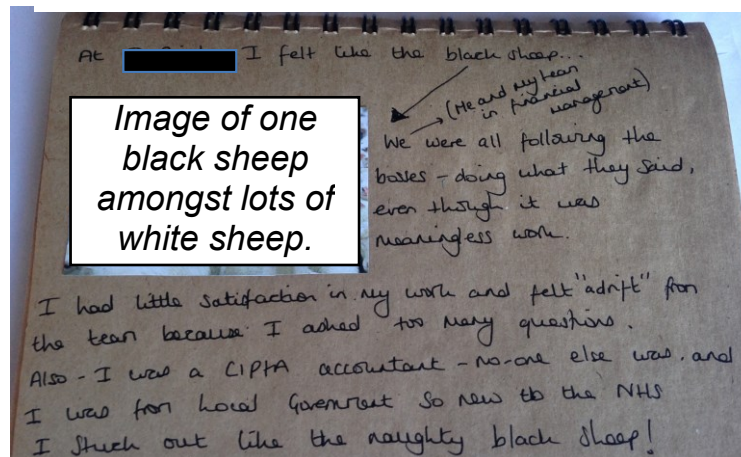 At I felt like the black sheep...
(Me and my team
in financial
management)
Image of one
black sheep
amongst lots of
white sheep.
We were all following the
bosses - doing what they said,
even though it was
meaningless work.
I had little satisfaction in my work and felt "adrift" from
the team because I asked too many questions.
Also - I was a CIPFA accountant - no-one else was. and
I was from Local Government so new to the NHS
I stuck out like the naughty black sheep!